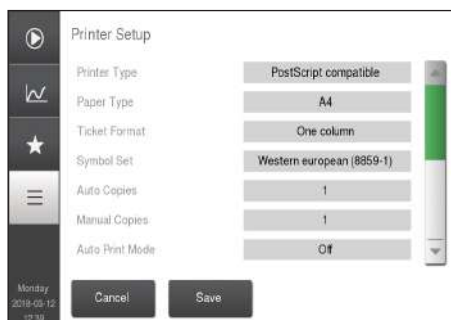 Printer Setup
Printer Type PostScript compatible
Paper Type A4
Ticket Format One column
Symbol Set Western european (8859-1)
Auto Copies 1
Manual Copies 1
Auto Print Mode Off
Cancel Save
Monday
2018-03-12
12:39